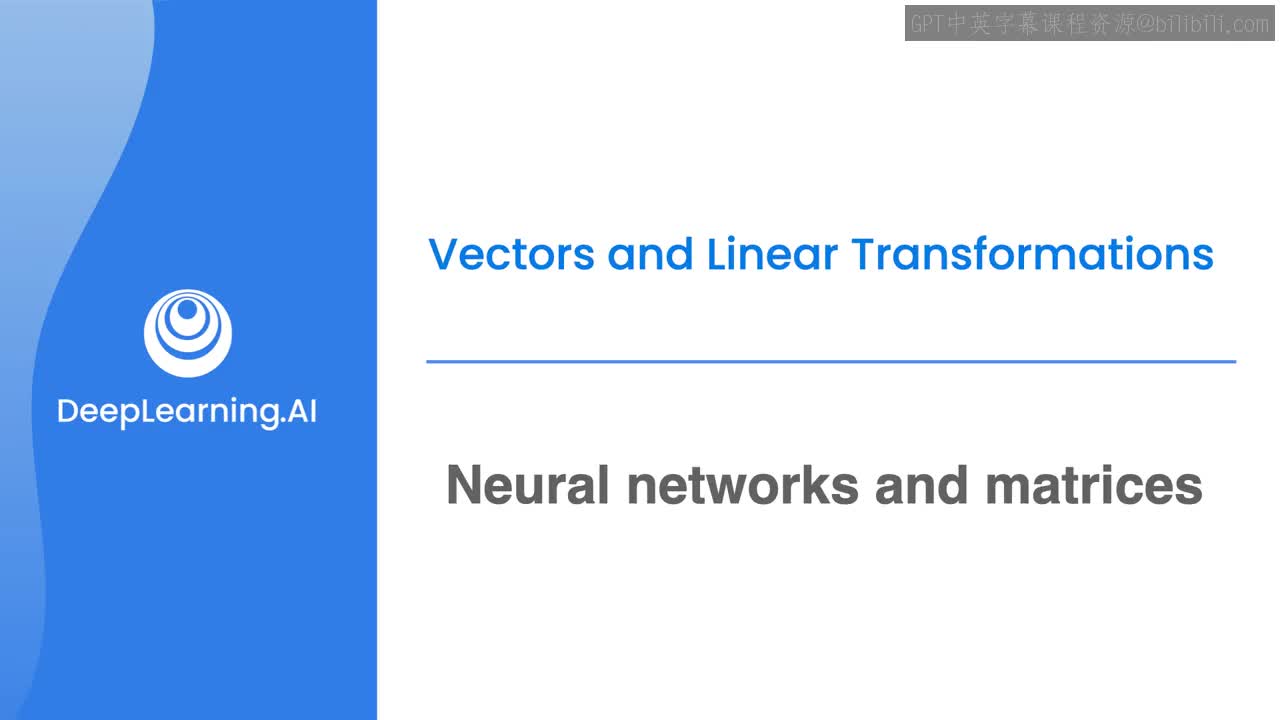 GPT中英字幕课程资源@bilibili.com
Vectors and Linear Transformations
DeepLearning.AI
Neural networks and matrices